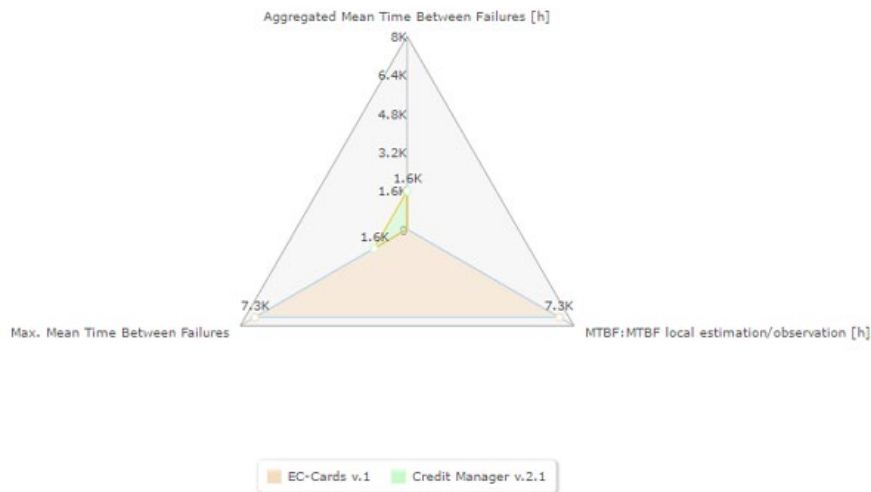 Aggregated Mean Time Between Failures [h]
8K
6.4K
4.8K
3.2K
1.6K
1.6K
1.6K
0
7.3K
7.3K
Max. Mean Time Between Failures
MTBF:MTBF local estimation/observation [h]
EC-Cards v.1
Credit Manager v.2.1